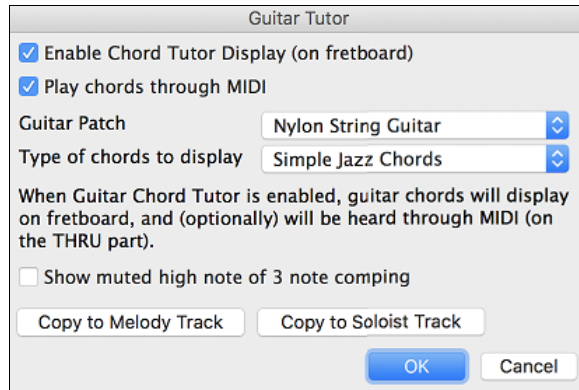 Guitar Tutor
Enable Chord Tutor Display (on fretboard)
Play chords through MIDI
Guitar Patch Nylon String Guitar
Type of chords to display Simple Jazz Chords
When Guitar Chord Tutor is enabled, guitar chords will display
on fretboard, and (optionally) will be heard through MIDI (on
the THRU part).
Show muted high note of 3 note comping
Copy to Melody Track Copy to Soloist Track
OK Cancel